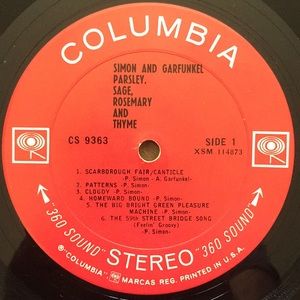 COLUMBIA
SIMON AND GARFUNKEL
PARSLEY,
SAGE,
ROSEMARY
AND
THYME
CS 9363
SIDE 1
XSM 114873
1. SCARBOROUGH FAIR/CANTICLE
-P. Simon - A. Garfunkel-
2. PATTERNS -P. Simon-
3. CLOUDY -P. Simon-
4. HOMEWARD BOUND -P. Simon-
5. THE BIG BRIGHT GREEN PLEASURE
MACHINE -P. Simon-
6. THE 59th STREET BRIDGE SONG
(Feelin' Groovy)
-P. Simon-
"360 SOUND" STEREO "360 SOUND"
® "COLUMBIA", MARCAS REG. PRINTED IN U.S.A.